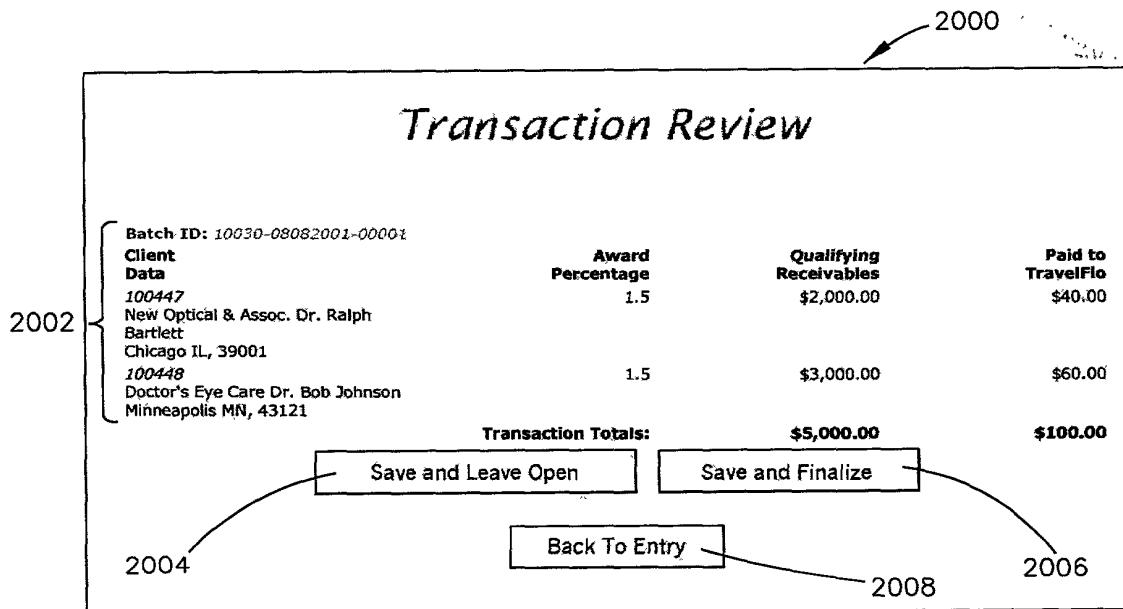 2000
Transaction Review
Batch ID: 10030-08082001-00001
Client Data Award Percentage Qualifying Receivables Paid to TravelFlo
100447 1.5 $2,000.00 $40.00
New Optical & Assoc. Dr. Ralph
Bartlett
Chicago IL, 39001
2002
100448 1.5 $3,000.00 $60.00
Doctor's Eye Care Dr. Bob Johnson
Minneapolis MN, 43121
Transaction Totals: $5,000.00 $100.00
Save and Leave Open Save and Finalize
Back To Entry
2004 2008 2006